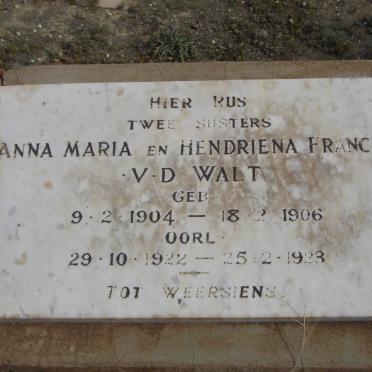 HIER RUS
TWEE SUSTERS
ANNA MARIA EN HENDRIENA FRANC
V·D WALT
GEB
9·2·1904 — 18·2·1906
OORL·
29·10·1922 — 25·2·1923
TOT WEERSIENS.